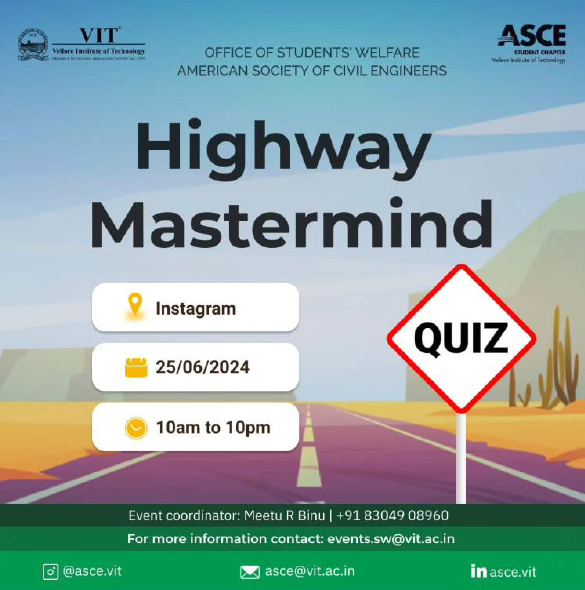 VIT
Vellore Institute of Technology
ASCE
STUDENT CHAPTER
Vellore Institute of Technology
OFFICE OF STUDENTS' WELFARE
AMERICAN SOCIETY OF CIVIL ENGINEERS
Highway
Mastermind
Instagram
25/06/2024
10am to 10pm
QUIZ
Event coordinator: Meetu R Binu | +91 83049 08960
For more information contact: events.sw@vit.ac.in
@asce.vit
asce@vit.ac.in
in asce.vit